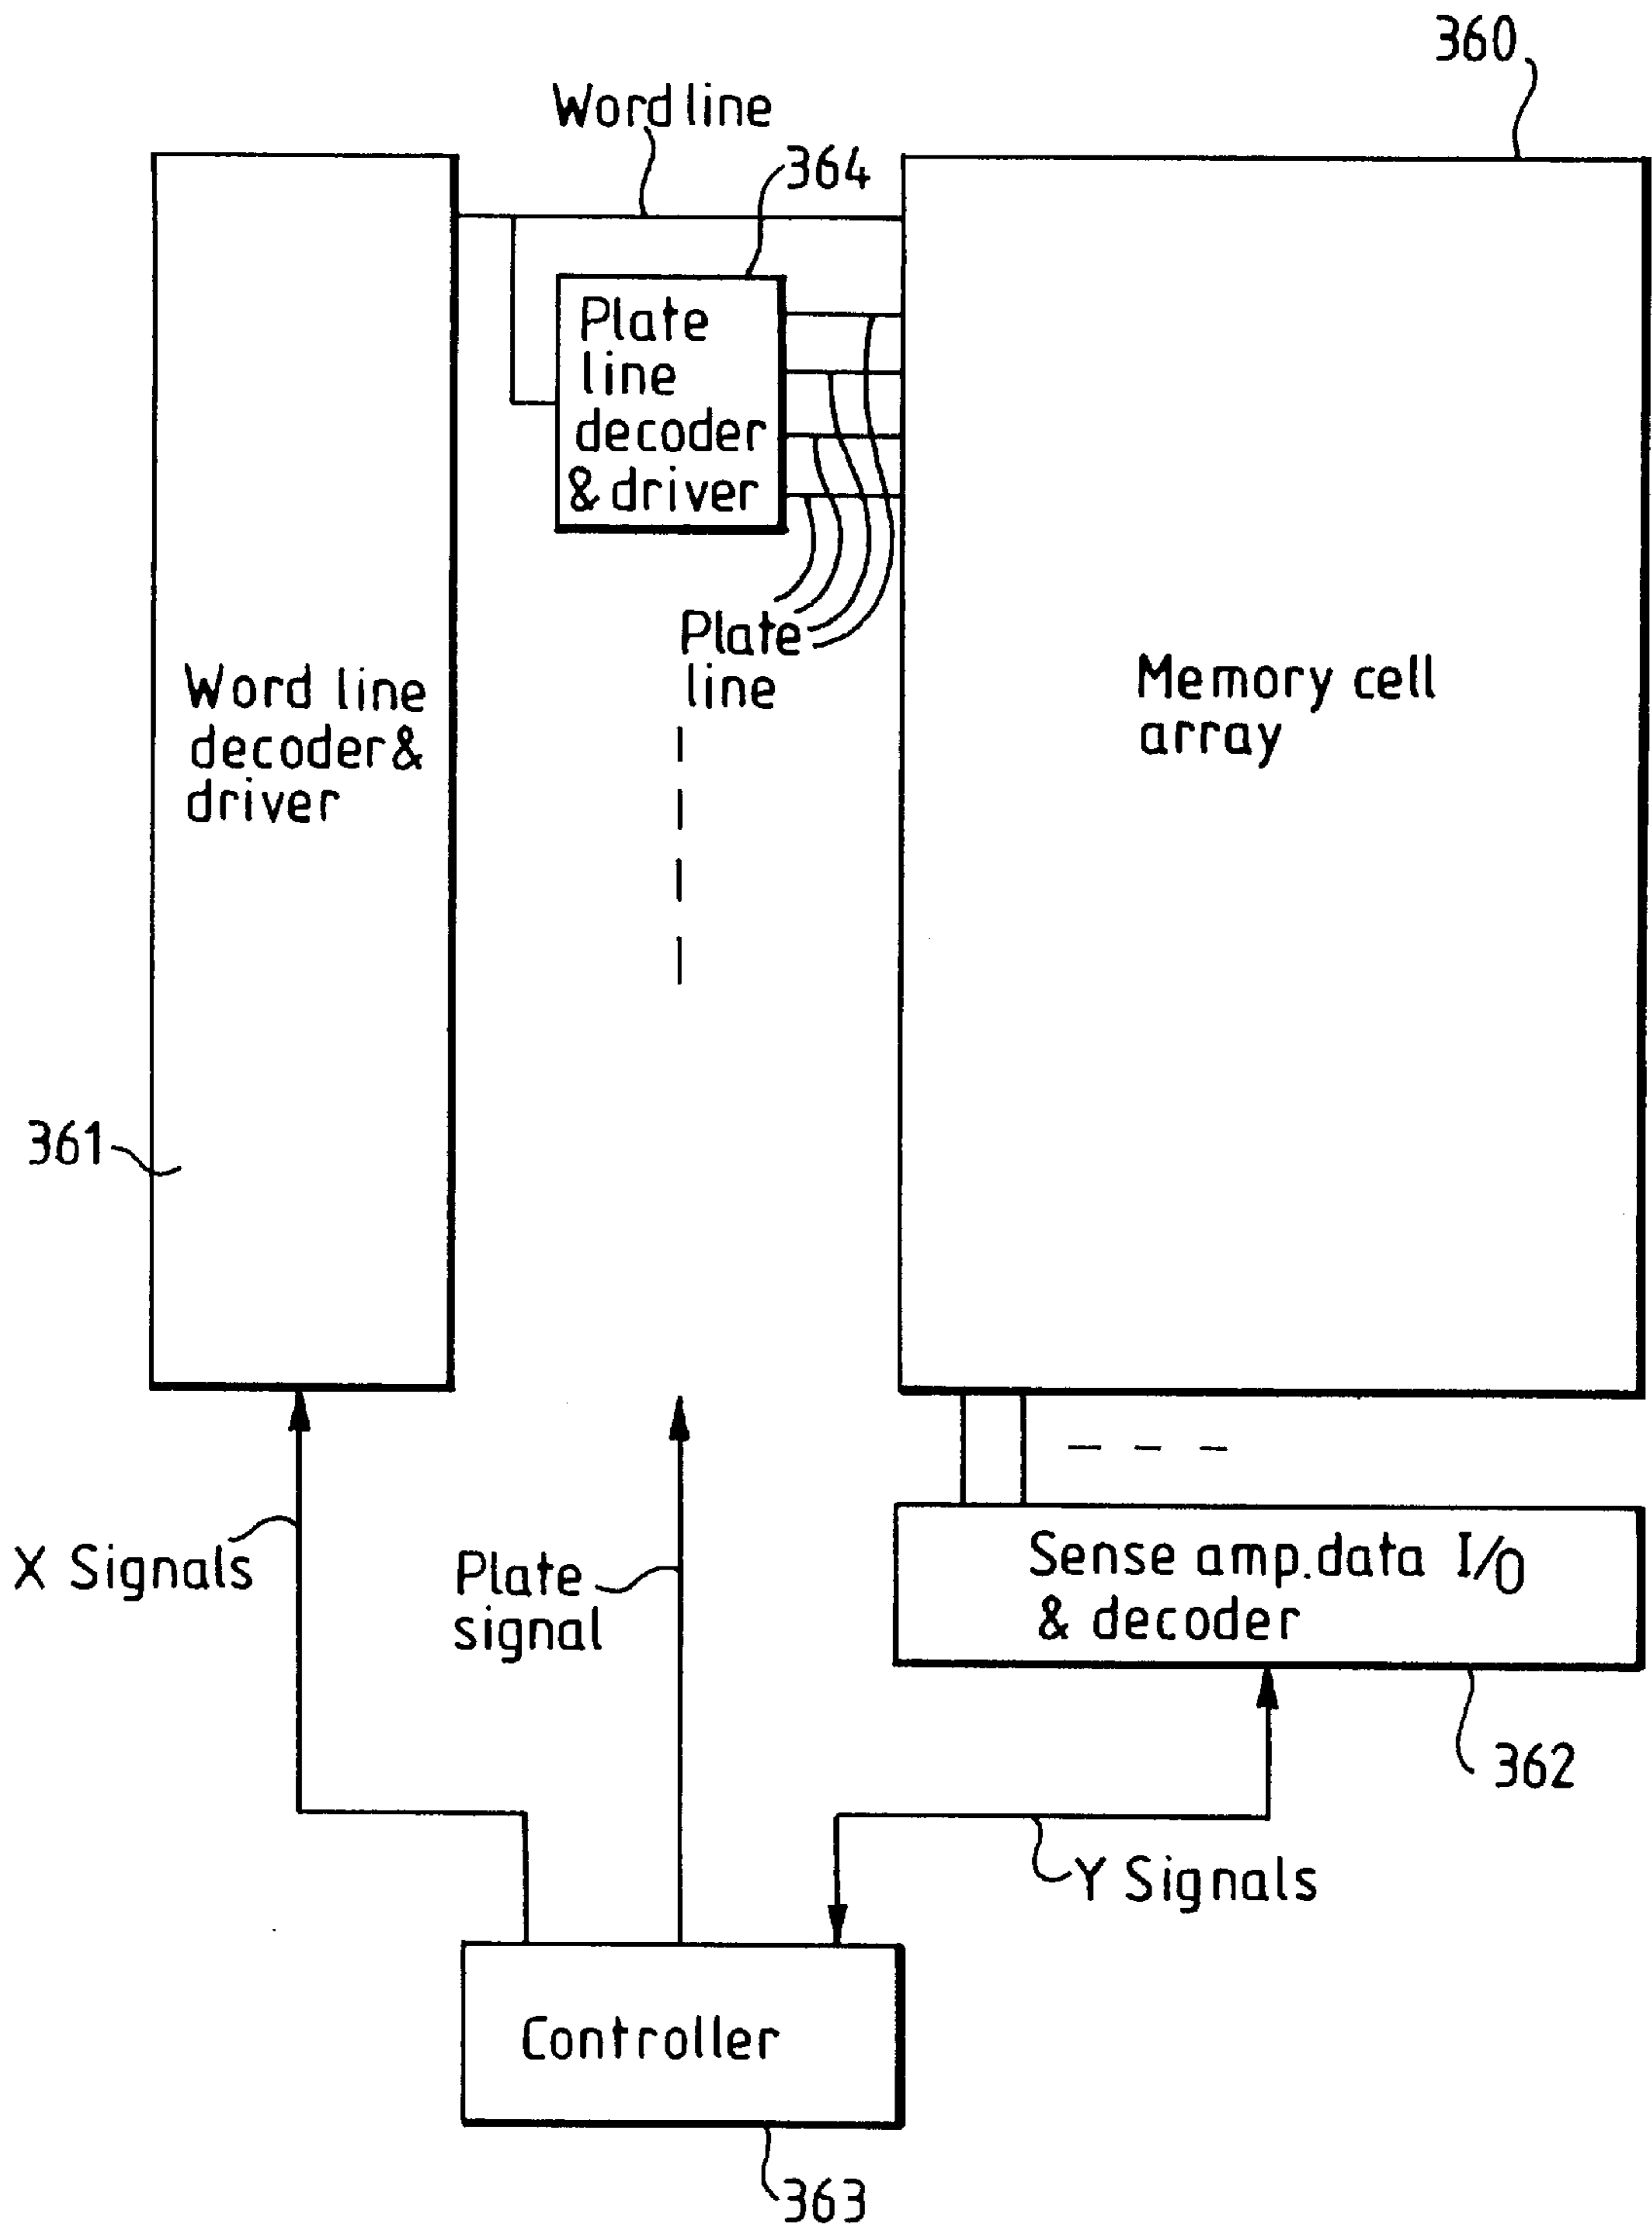 360
Word line
364
Plate
line
decoder
& driver
Plate
line
Word line
decoder &
driver
Memory cell
array
361
X Signals
Plate
signal
Sense amp.data I/O
& decoder
362
Y Signals
Controller
363